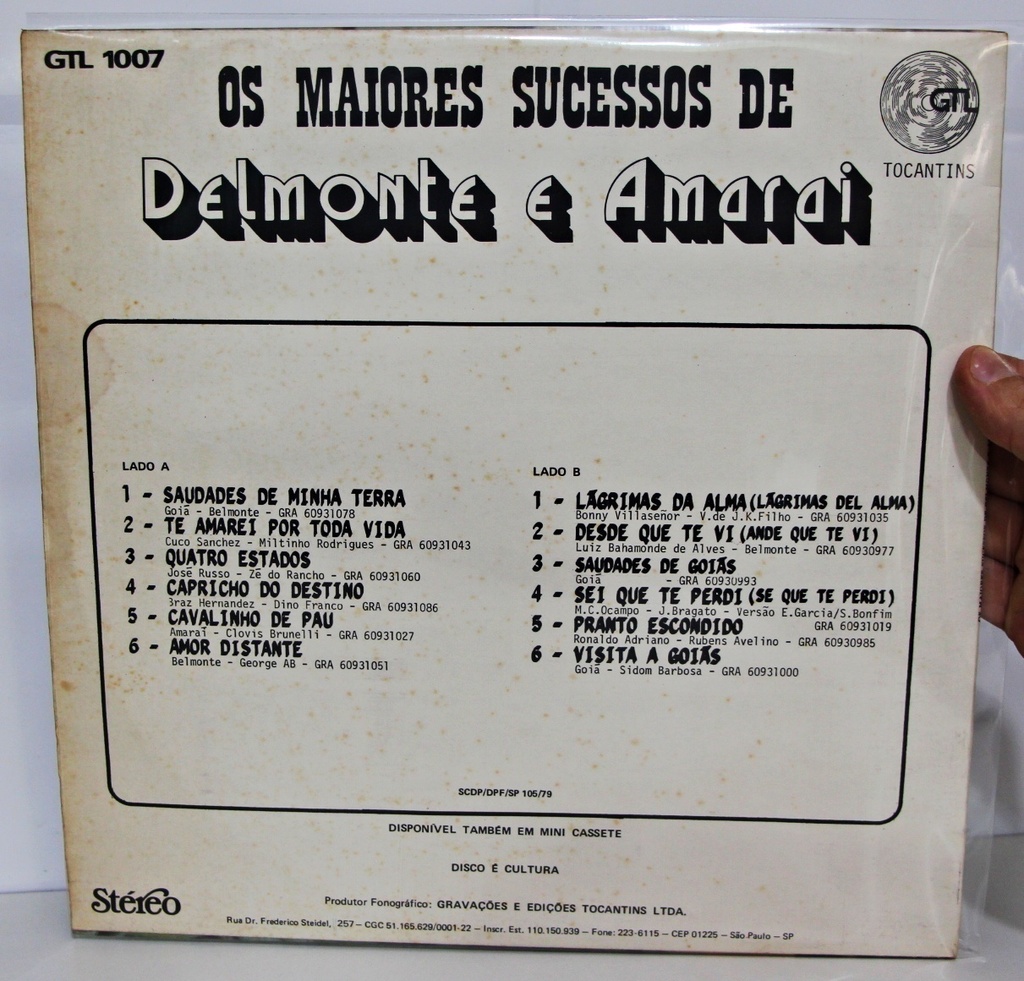 GTL 1007
OS MAIORES SUCESSOS DE
Delmonte e Amarai
GTL
TOCANTINS
LADO A
1 - SAUDADES DE MINHA TERRA
Goiá - Belmonte - GRA 60931078
2 - TE AMAREI POR TODA VIDA
Cuco Sanchez - Miltinho Rodrigues - GRA 60931043
3 - QUATRO ESTADOS
José Russo - Zé do Rancho - GRA 60931060
4 - CAPRICHO DO DESTINO
Braz Hernandez - Dino Franco - GRA 60931086
5 - CAVALINHO DE PAU
Amaraí - Clovis Brunelli - GRA 60931027
6 - AMOR DISTANTE
Belmonte - George AB - GRA 60931051
LADO B
1 - LÁGRIMAS DA ALMA (LÁGRIMAS DEL ALMA)
Bonny Villaseñor - V.de J.K.Filho - GRA 60931035
2 - DESDE QUE TE VI (ANDE QUE TE VI)
Luiz Bahamonde de Alves - Belmonte - GRA 60930977
3 - SAUDADES DE GOIÁS
Goiá - GRA 60930993
4 - SEI QUE TE PERDI (SE QUE TE PERDI)
M.C.Ocampo - J.Bragato - Versão E.Garcia/S.Bonfim
5 - PRANTO ESCONDIDO GRA 60931019
Ronaldo Adriano - Rubens Avelino - GRA 60930985
6 - VISITA A GOIÁS
Goiá - Sidom Barbosa - GRA 60931000
SCDP/DPF/SP 105/79
DISPONÍVEL TAMBÉM EM MINI CASSETE
DISCO É CULTURA
Stéreo
Produtor Fonográfico: GRAVAÇÕES E EDIÇÕES TOCANTINS LTDA.
Rua Dr. Frederico Steidel, 257 – CGC 51.165.629/0001-22 – Inscr. Est. 110.150.939 – Fone: 223-6115 – CEP 01225 – São Paulo – SP